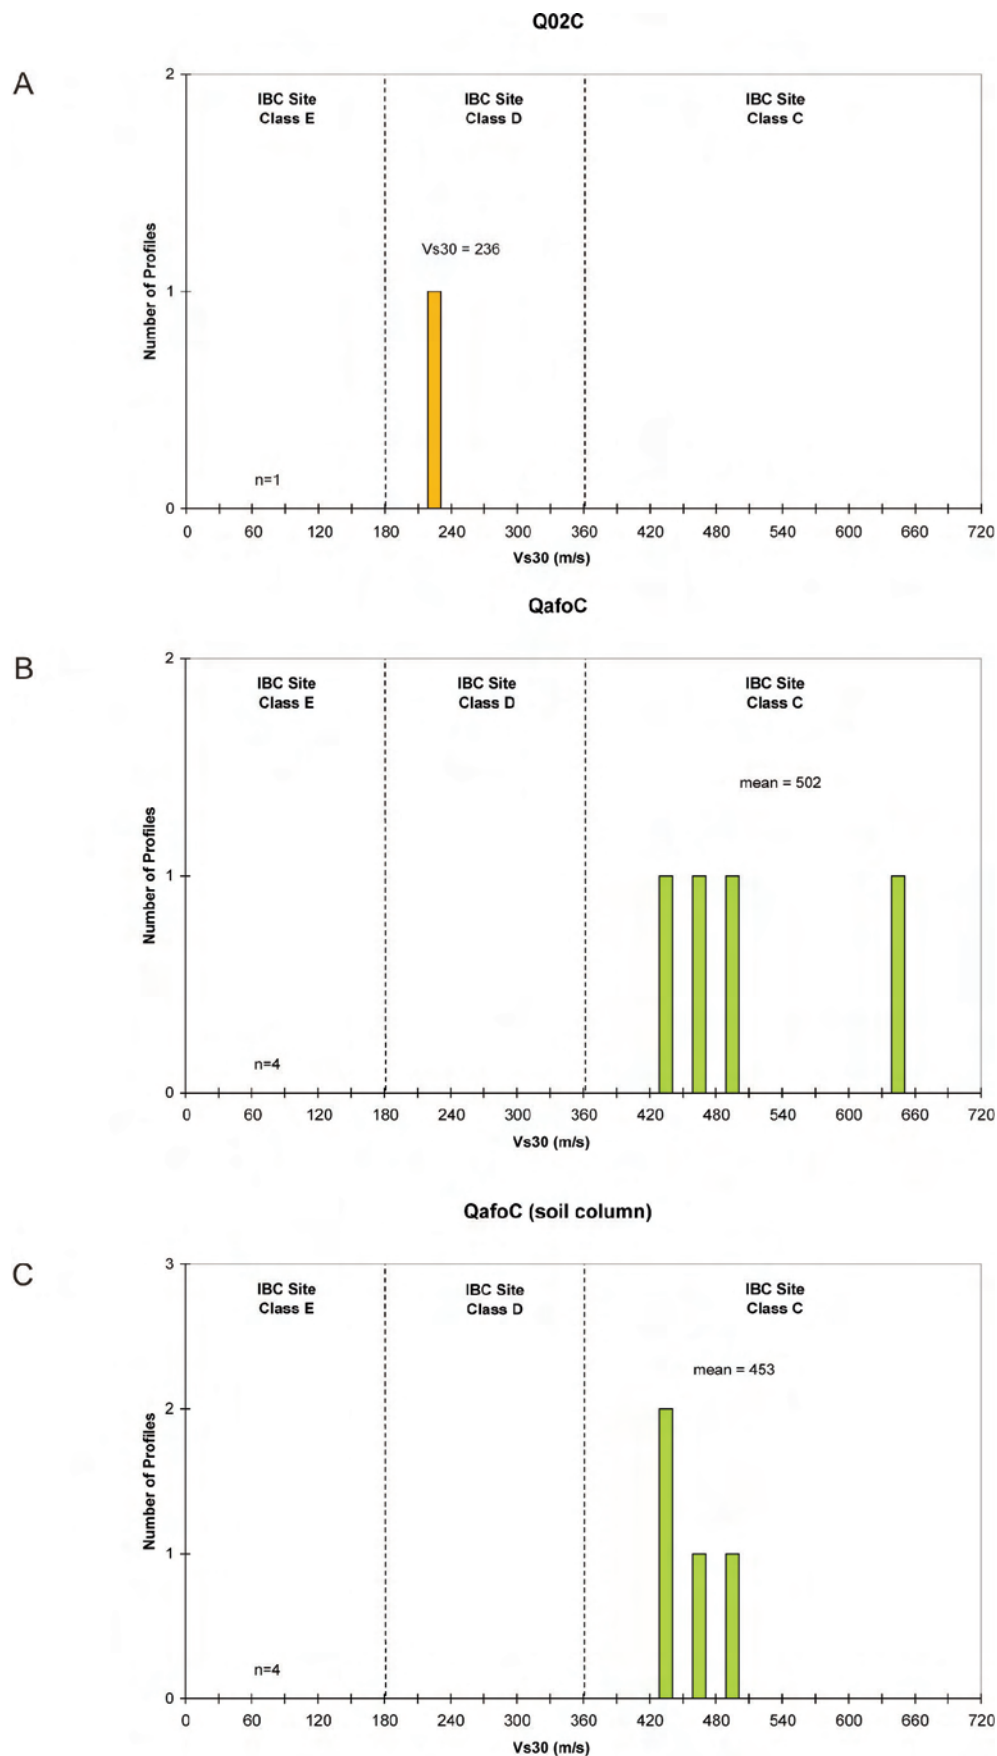 Q02C
A
2
IBC Site
Class E
IBC Site
Class D
IBC Site
Class C
Vs30 = 236
Number of Profiles
1
n=1
0
0 60 120 180 240 300 360 420 480 540 600 660 720
Vs30 (m/s)
QafoC
B
2
IBC Site
Class E
IBC Site
Class D
IBC Site
Class C
mean = 502
Number of Profiles
1
n=4
0
0 60 120 180 240 300 360 420 480 540 600 660 720
Vs30 (m/s)
QafoC (soil column)
C
3
IBC Site
Class E
IBC Site
Class D
IBC Site
Class C
mean = 453
2
Number of Profiles
1
n=4
0
0 60 120 180 240 300 360 420 480 540 600 660 720
Vs30 (m/s)